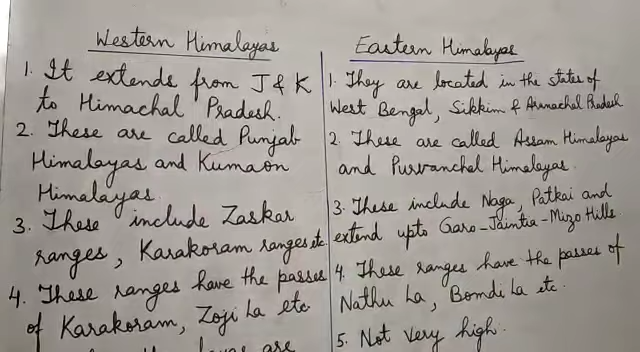 Western Himalayas
1. It extends from J & K
to Himachal Pradesh.
2. These are called Punjab
Himalayas and Kumaon
Himalayas
3. These include Zaskar
ranges, Karakoram ranges etc
4. These ranges have the passes
of Karakoram, Zoji La etc
Eastern Himalayas
1. They are located in the states of
West Bengal, Sikkim & Arunachal Pradesh
2. These are called Assam Himalayas
and Purvanchal Himalayas.
3. These include Naga, Patkai and
extend upto Garo-Jaintia-Mizo Hills
4. These ranges have the passes of
Nathu La, Bomdi La etc.
5. Not very high.